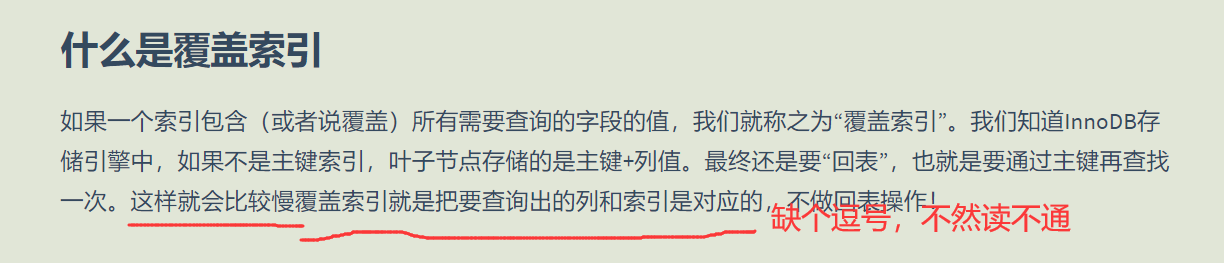 什么是覆盖索引
如果一个索引包含（或者说覆盖）所有需要查询的字段的值，我们就称之为“覆盖索引”。我们知道InnoDB存
储引擎中，如果不是主键索引，叶子节点存储的是主键+列值。最终还是要“回表”，也就是要通过主键再查找
一次。这样就会比较慢覆盖索引就是把要查询出的列和索引是对应的，不做回表操作！
缺个逗号，不然读不通